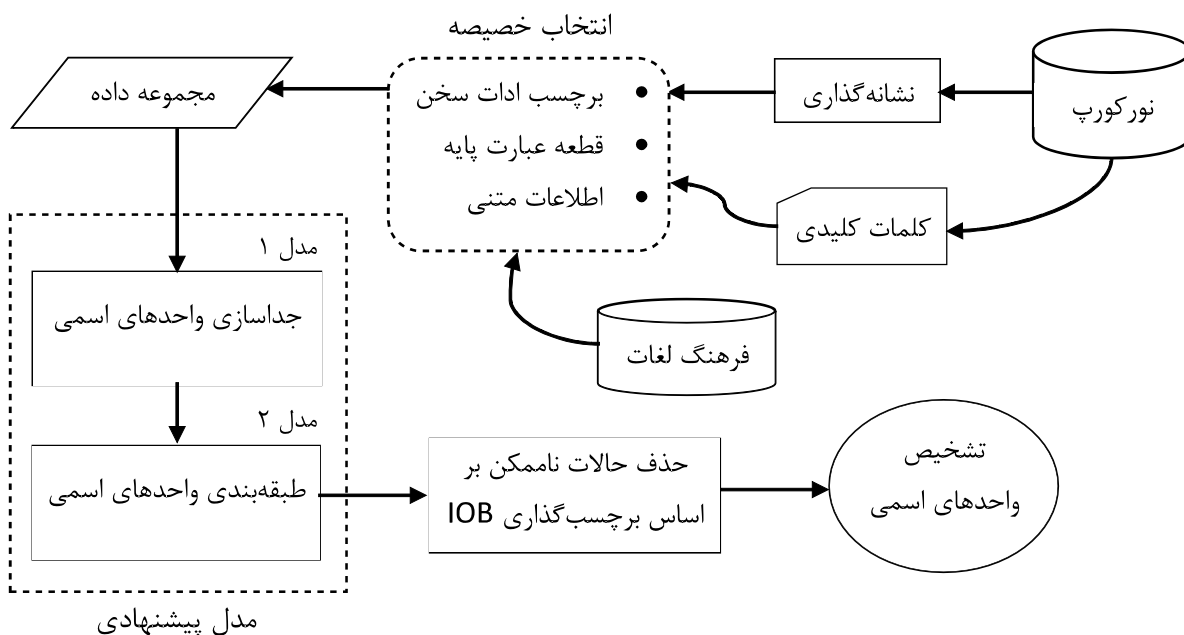 انتخاب خصیصه
نورکورپ
نشانه‌گذاری
کلمات کلیدی
برچسب ادات سخن
قطعه عبارت پایه
اطلاعات متنی
فرهنگ لغات
مجموعه داده
مدل ۱
جداسازی واحدهای اسمی
مدل ۲
طبقه‌بندی واحدهای اسمی
مدل پیشنهادی
حذف حالات ناممکن بر
اساس برچسب‌گذاری IOB
تشخیص
واحدهای اسمی